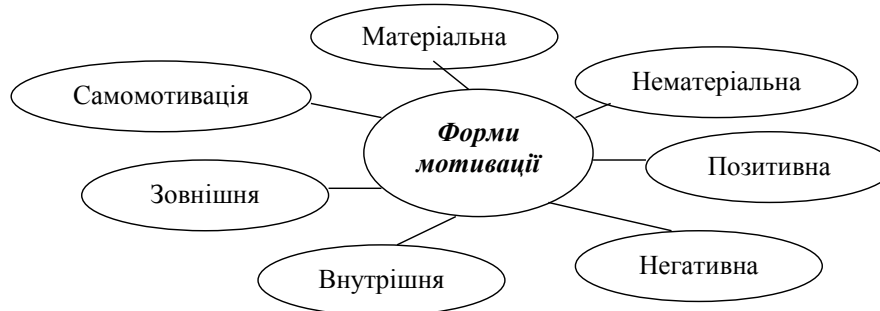 Матеріальна
Нематеріальна
Самомотивація
Форми
мотивації
Позитивна
Зовнішня
Негативна
Внутрішня